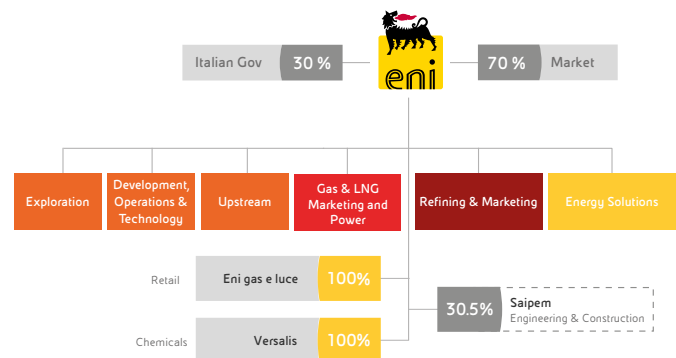 Italian Gov 30 % eni 70 % Market
Exploration
Development,
Operations &
Technology
Upstream
Gas & LNG
Marketing and
Power
Refining & Marketing
Energy Solutions
Retail Eni gas e luce 100%
30.5% Saipem
Engineering & Construction
Chemicals Versalis 100%